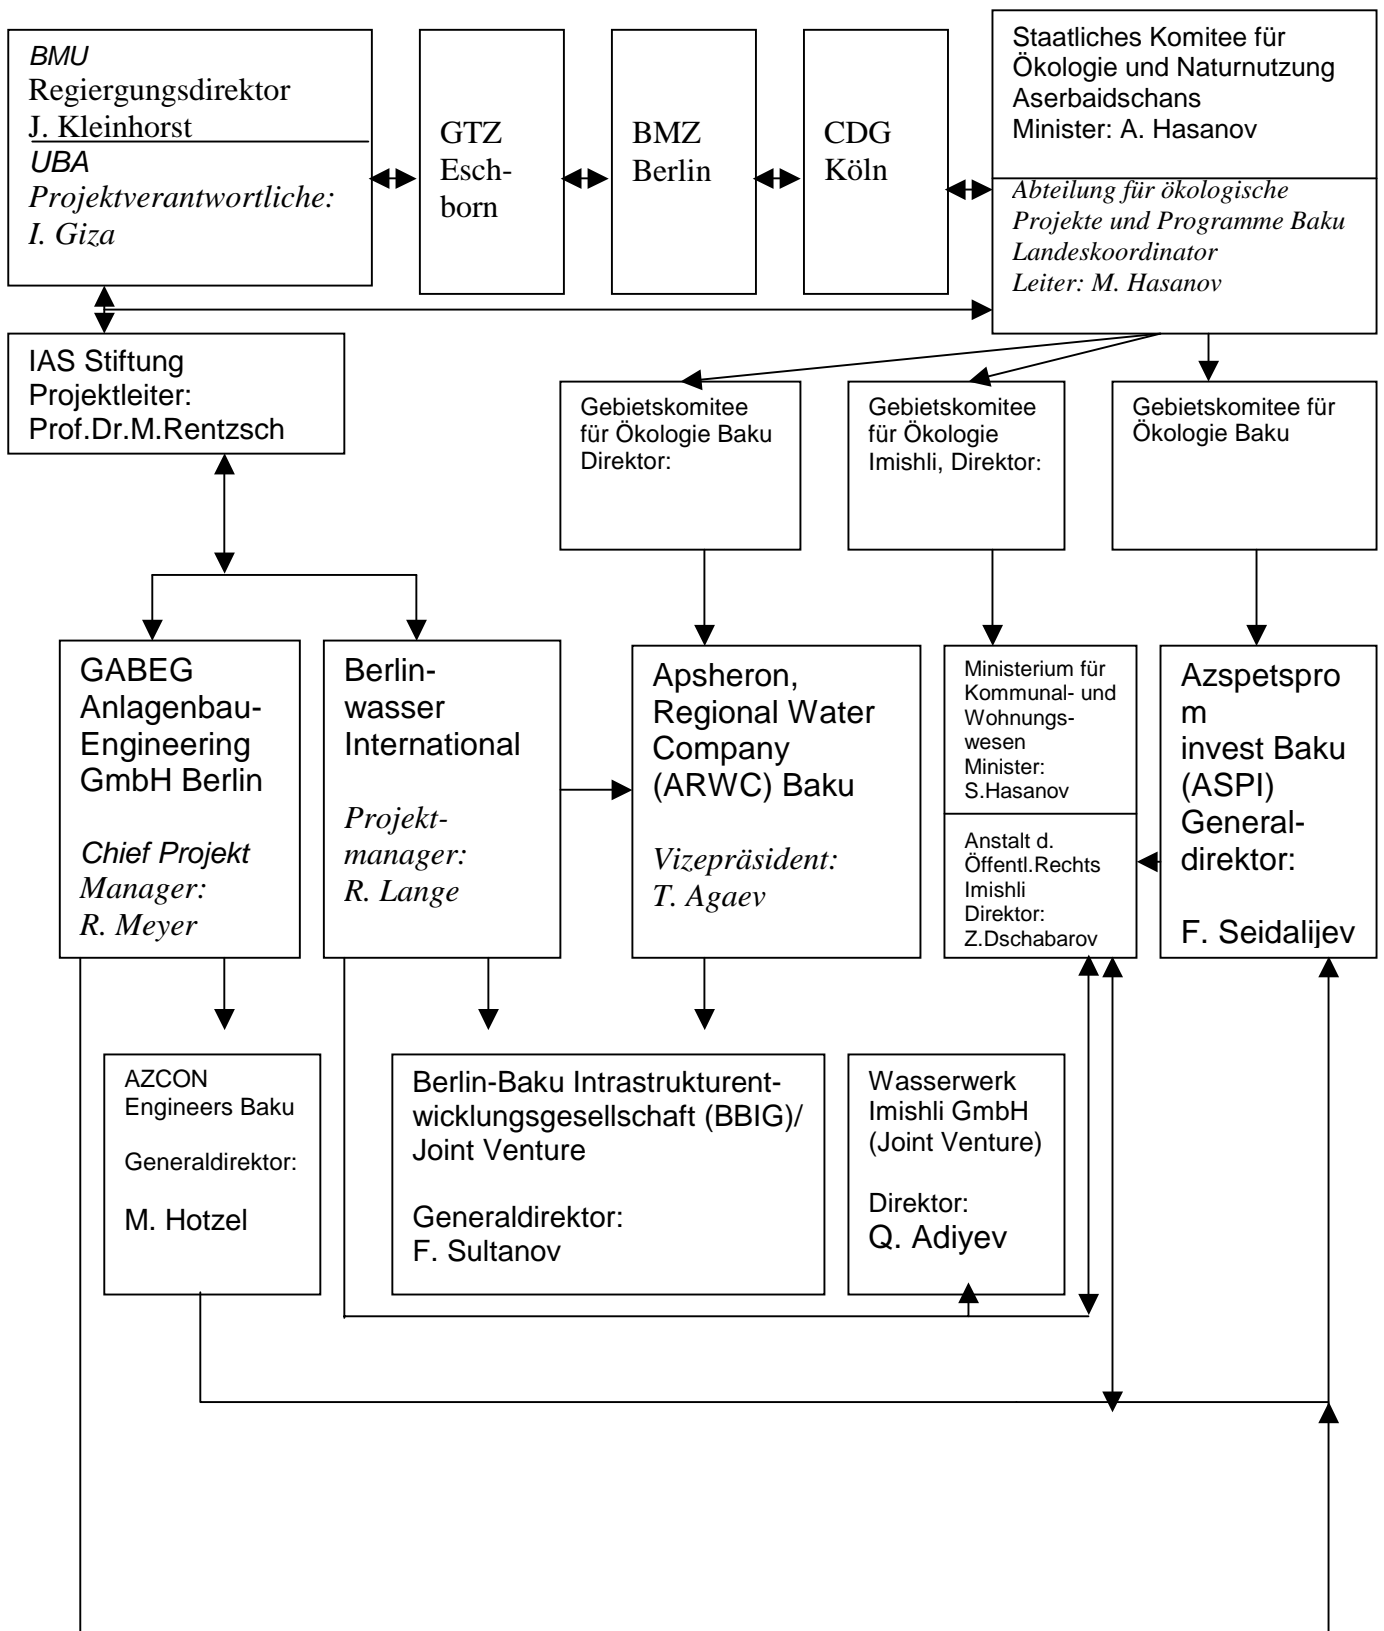 BMU
Regiergungsdirektor
J. Kleinhorst
UBA
Projektverantwortliche:
I. Giza
GTZ
Esch-
born
BMZ
Berlin
CDG
Köln
Staatliches Komitee für
Ökologie und Naturnutzung
Aserbaidschans
Minister: A. Hasanov
Abteilung für ökologische
Projekte und Programme Baku
Landeskoordinator
Leiter: M. Hasanov
IAS Stiftung
Projektleiter:
Prof.Dr.M.Rentzsch
Gebietskomitee
für Ökologie Baku
Direktor:
Gebietskomitee
für Ökologie
Imishli, Direktor:
Gebietskomitee für
Ökologie Baku
GABEG
Anlagenbau-
Engineering
GmbH Berlin
Chief Projekt
Manager:
R. Meyer
Berlin-
wasser
International
Projekt-
manager:
R. Lange
Apsheron,
Regional Water
Company
(ARWC) Baku
Vizepräsident:
T. Agaev
Ministerium für
Kommunal- und
Wohnungs-
wesen
Minister:
S.Hasanov
Anstalt d.
Öffentl.Rechts
Imishli
Direktor:
Z.Dschabarov
Azspetspro
m
invest Baku
(ASPI)
General-
direktor:
F. Seidalijev
AZCON
Engineers Baku
Generaldirektor:
M. Hotzel
Berlin-Baku Intrastrukturent-
wicklungsgesellschaft (BBIG)/
Joint Venture
Generaldirektor:
F. Sultanov
Wasserwerk
Imishli GmbH
(Joint Venture)
Direktor:
Q. Adiyev